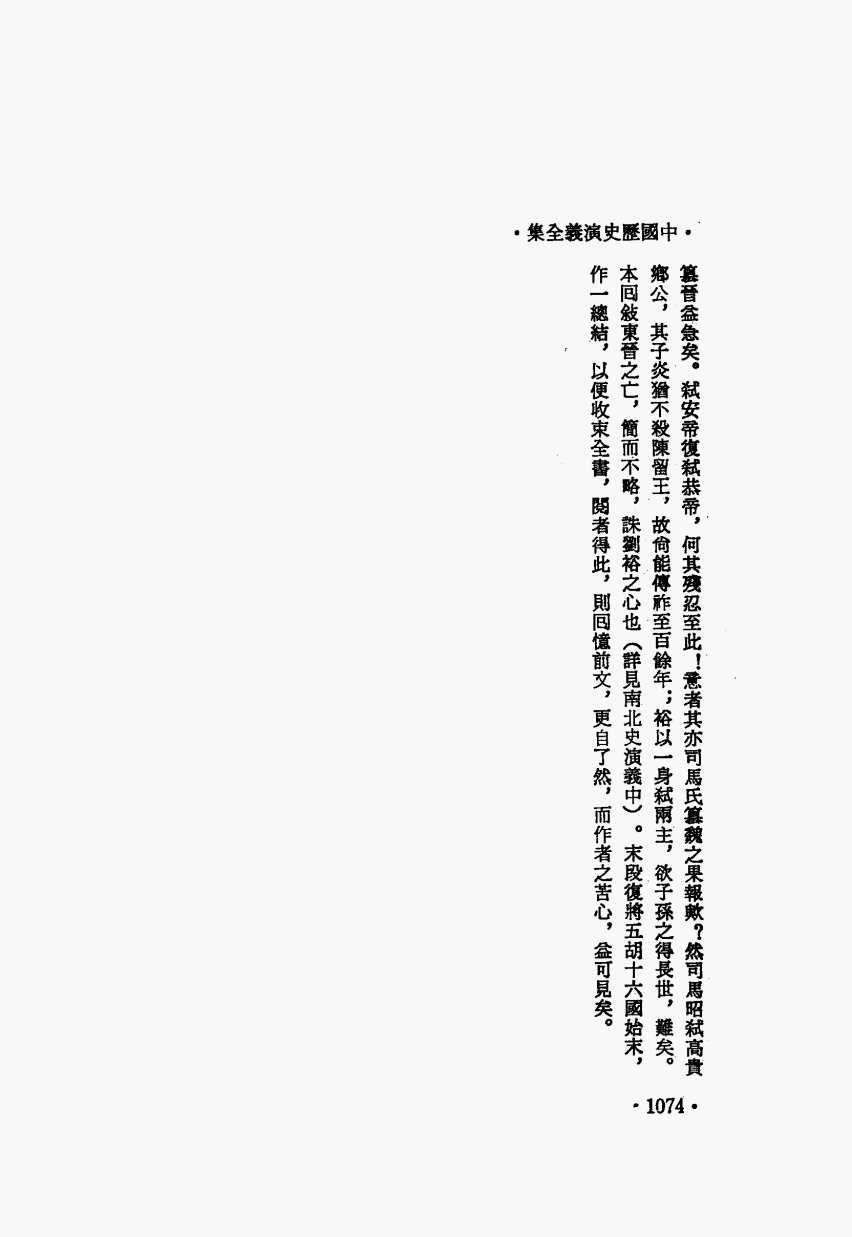 •中國歷史演義全集•
篡晉益急矣。弒安帝復弒恭帝，何其殘忍至此！意者其亦司馬氏篡魏之果報歟？然司馬昭弒高貴
鄉公，其子炎猶不殺陳留王，故尙能傳祚至百餘年；裕以一身弒兩主，欲子孫之得長世，難矣。
本囘敍東晉之亡，簡而不略，誅劉裕之心也（詳見南北史演義中）。末段復將五胡十六國始末，
作一總結，以便收束全書，閱者得此，則囘憶前文，更自了然，而作者之苦心，益可見矣。
•1074•